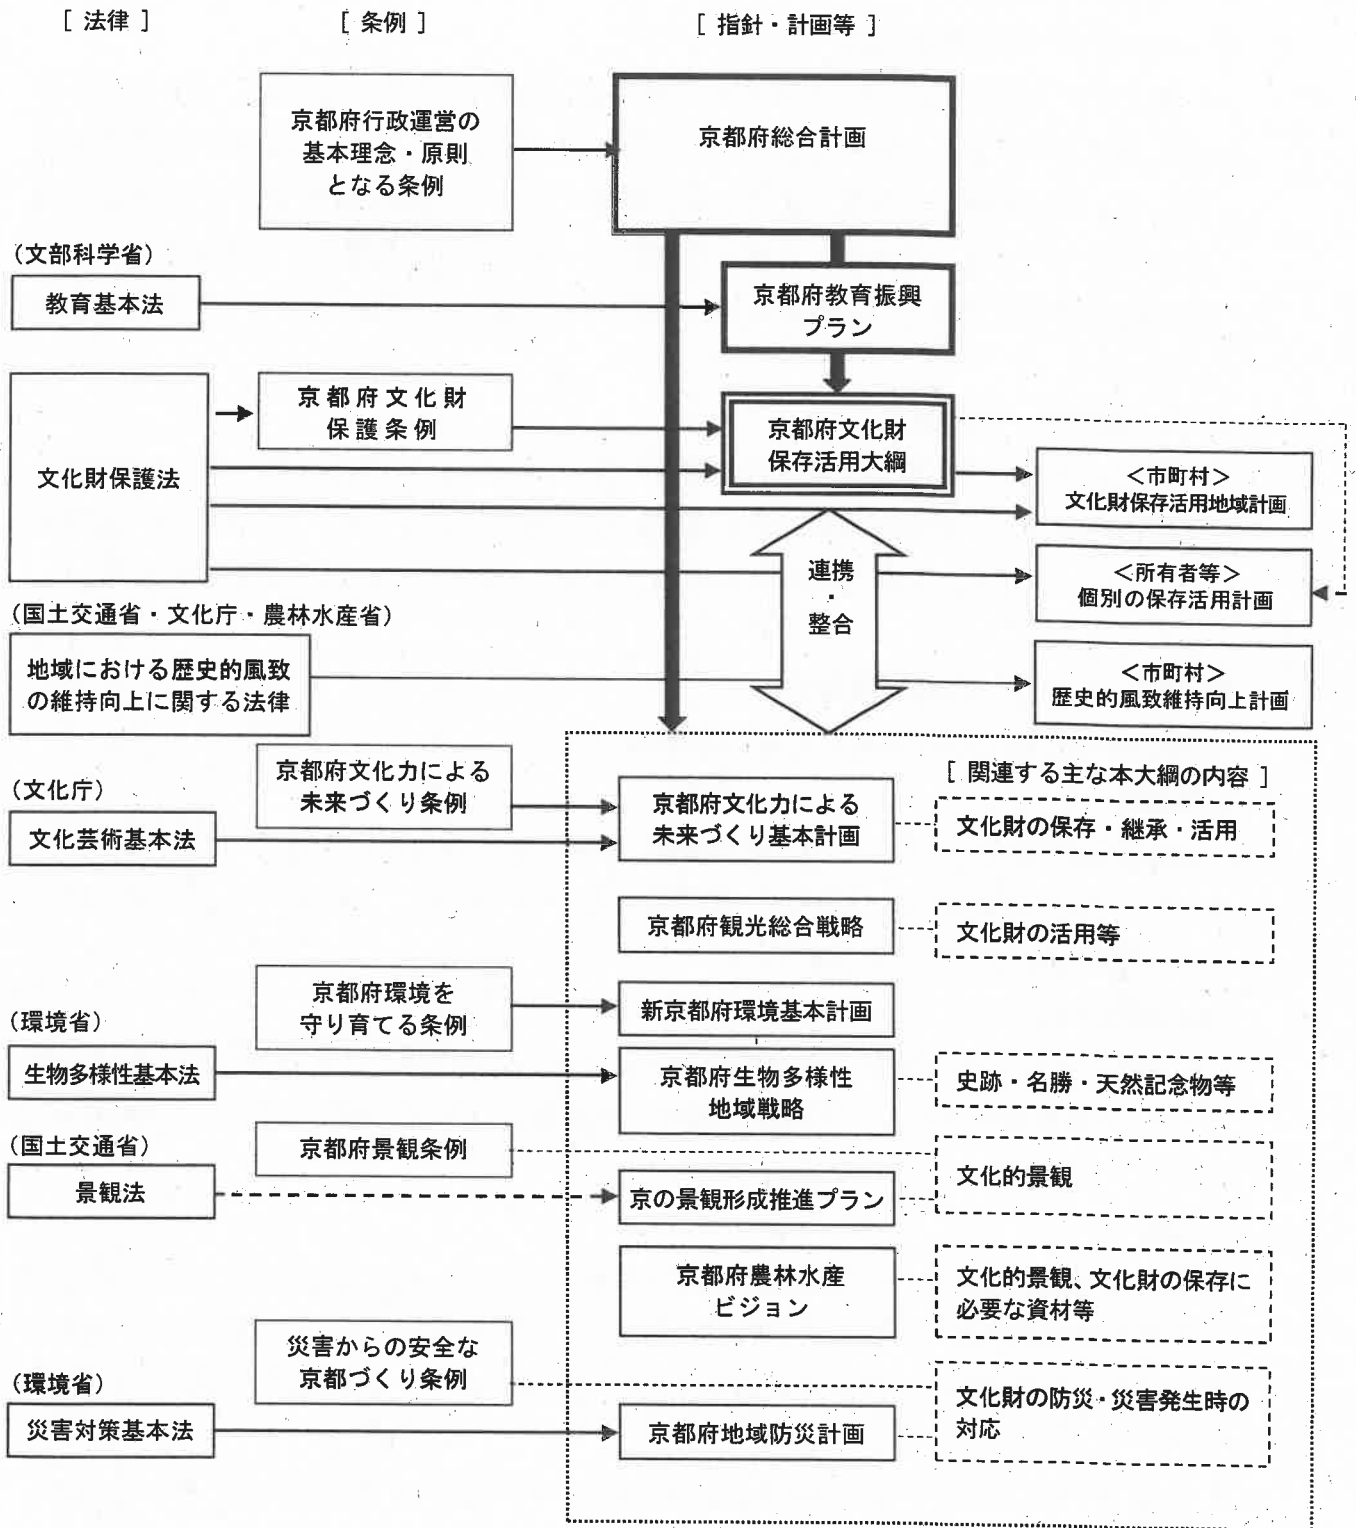 [ 法律 ]
[ 条例 ]
[ 指針・計画等 ]
京都府行政運営の
基本理念・原則
となる条例
京都府総合計画
(文部科学省)
教育基本法
京都府教育振興
プラン
文化財保護法
京都府文化財
保護条例
京都府文化財
保存活用大綱
<市町村>
文化財保存活用地域計画
<所有者等>
個別の保存活用計画
連携
・
整合
(国土交通省・文化庁・農林水産省)
地域における歴史的風致
の維持向上に関する法律
<市町村>
歴史的風致維持向上計画
[ 関連する主な本大綱の内容 ]
(文化庁)
文化芸術基本法
京都府文化力による
未来づくり条例
京都府文化力による
未来づくり基本計画
文化財の保存・継承・活用
京都府観光総合戦略
文化財の活用等
京都府環境を
守り育てる条例
新京都府環境基本計画
(環境省)
生物多様性基本法
京都府生物多様性
地域戦略
史跡・名勝・天然記念物等
(国土交通省)
景観法
京都府景観条例
京の景観形成推進プラン
文化的景観
京都府農林水産
ビジョン
文化的景観、文化財の保存に
必要な資材等
災害からの安全な
京都づくり条例
(環境省)
災害対策基本法
京都府地域防災計画
文化財の防災・災害発生時の
対応